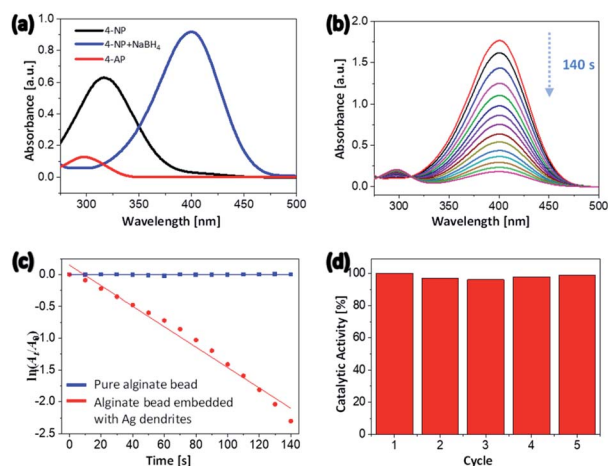 (a)
4-NP
4-NP+NaBH₄
4-AP
Absorbance [a.u.]
1.0
0.8
0.6
0.4
0.2
0.0
300 350 400 450 500
Wavelength [nm]
(b)
140 s
Absorbance [a.u.]
2.0
1.5
1.0
0.5
0.0
300 350 400 450 500
Wavelength [nm]
(c)
ln(Aₜ/A₀)
0.0
-0.5
-1.0
-1.5
-2.0
-2.5
Pure alginate bead
Alginate bead embedded
with Ag dendrites
0 20 40 60 80 100 120 140
Time [s]
(d)
Catalytic Activity [%]
120
100
80
60
40
20
0
1 2 3 4 5
Cycle